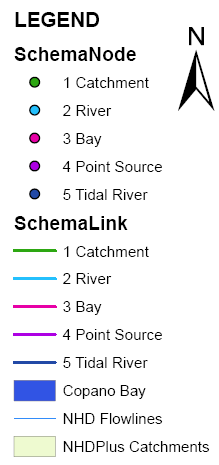 LEGEND
N
SchemaNode
1 Catchment
2 River
3 Bay
4 Point Source
5 Tidal River
SchemaLink
1 Catchment
2 River
3 Bay
4 Point Source
5 Tidal River
Copano Bay
NHD Flowlines
NHDPlus Catchments